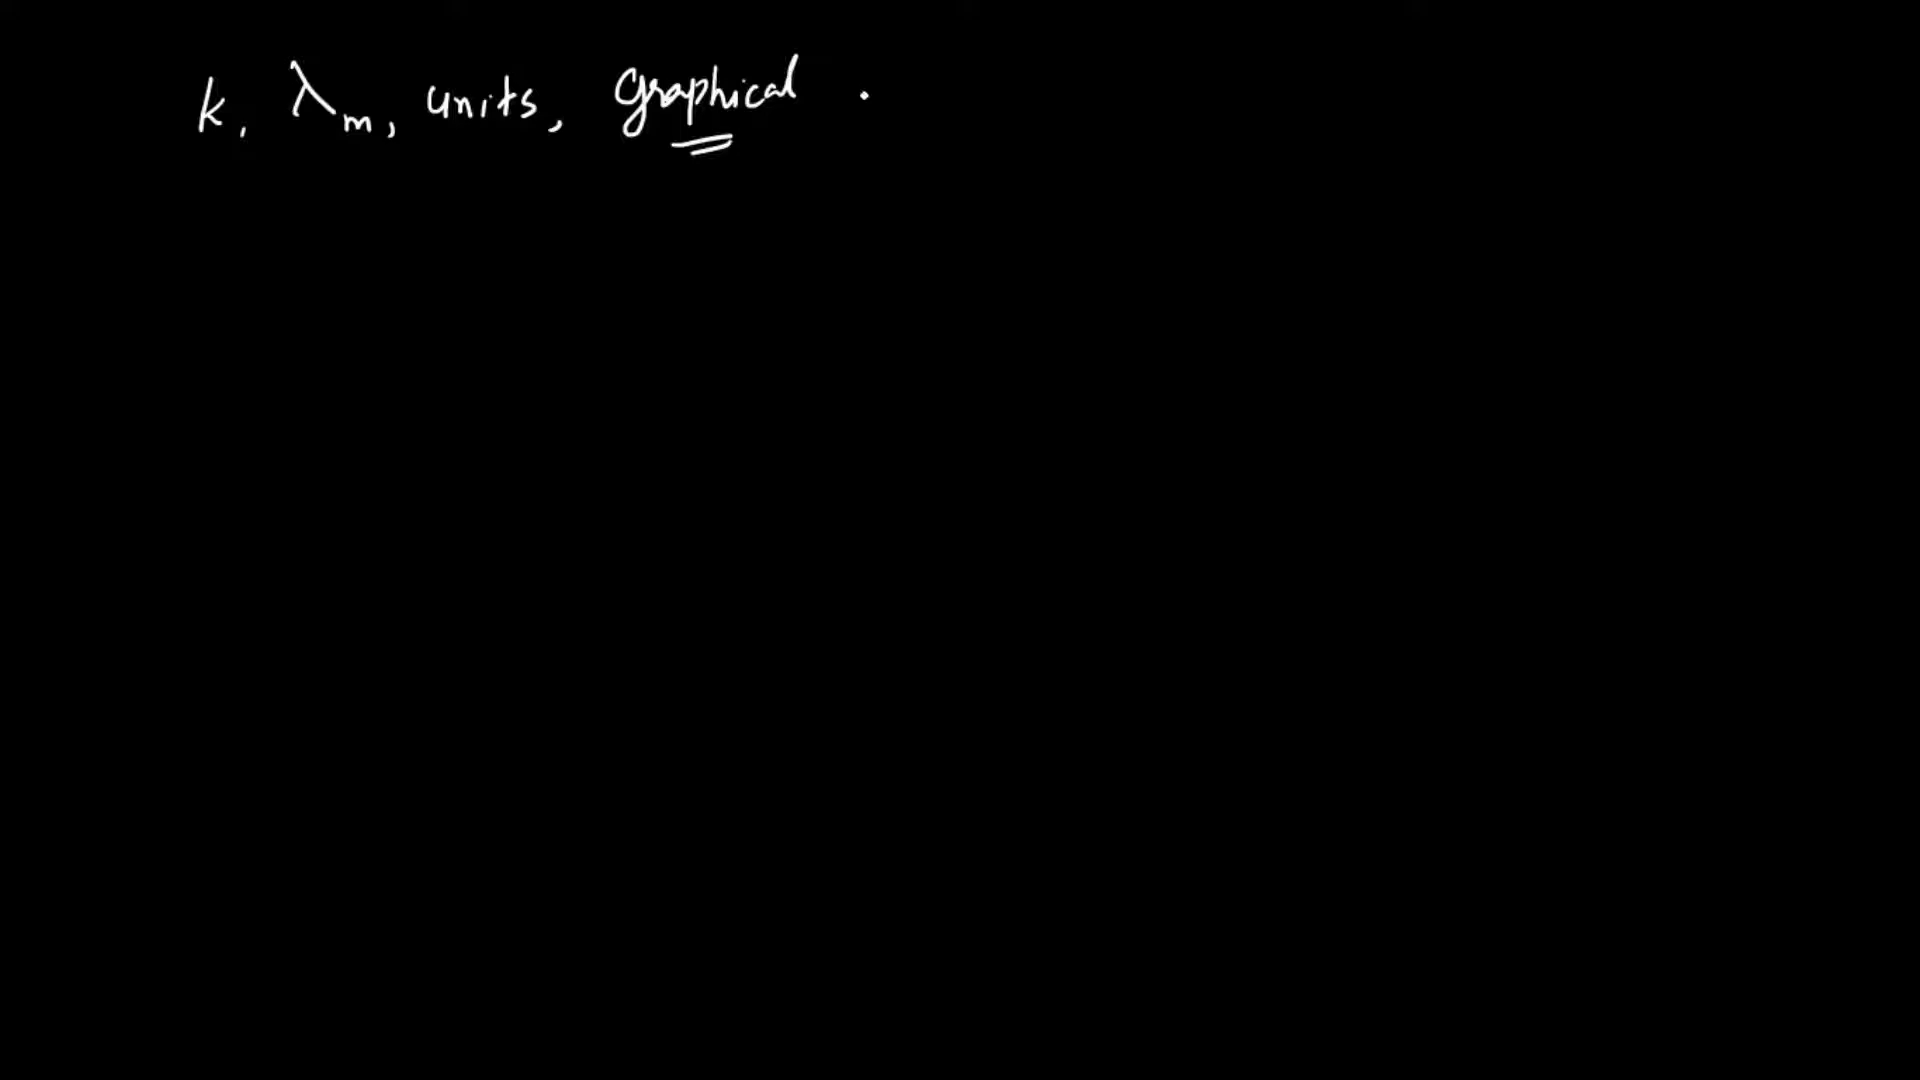 k, λm, units, Graphical .